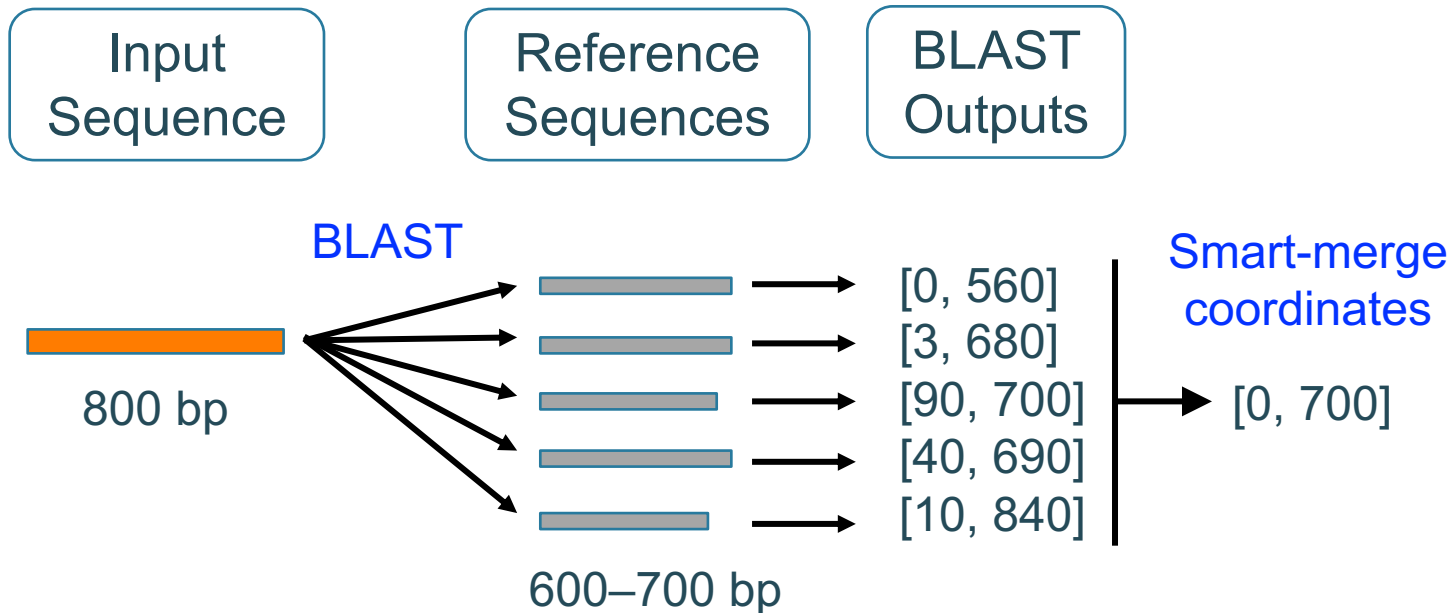 Input
Sequence
Reference
Sequences
BLAST
Outputs
BLAST
800 bp
600–700 bp
[0, 560]
[3, 680]
[90, 700]
[40, 690]
[10, 840]
Smart-merge
coordinates
[0, 700]